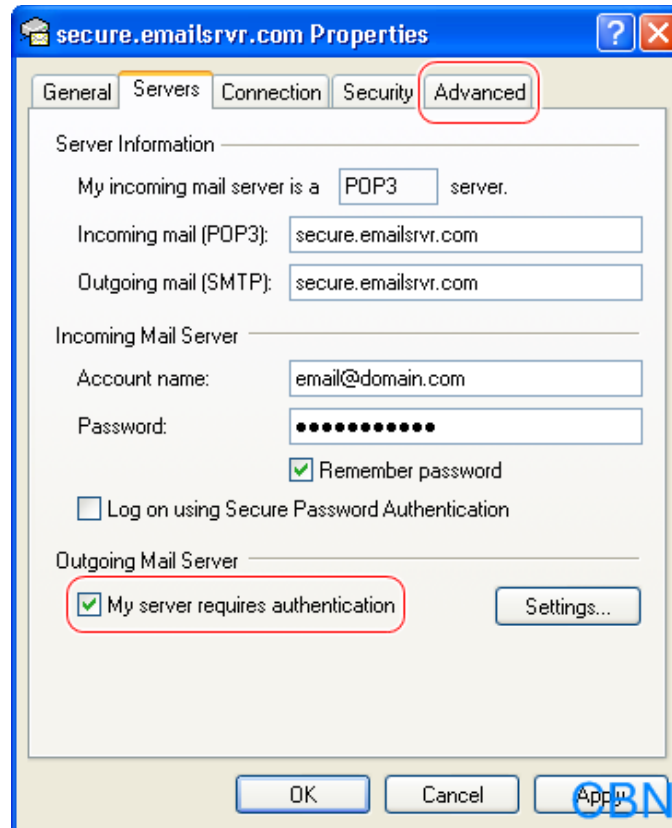 secure.emailsrvr.com Properties
General Servers Connection Security Advanced
Server Information
My incoming mail server is a POP3 server.
Incoming mail (POP3): secure.emailsrvr.com
Outgoing mail (SMTP): secure.emailsrvr.com
Incoming Mail Server
Account name: email@domain.com
Password: ●●●●●●●●●●●
Remember password
Log on using Secure Password Authentication
Outgoing Mail Server
My server requires authentication Settings...
OK Cancel Apply
OBN